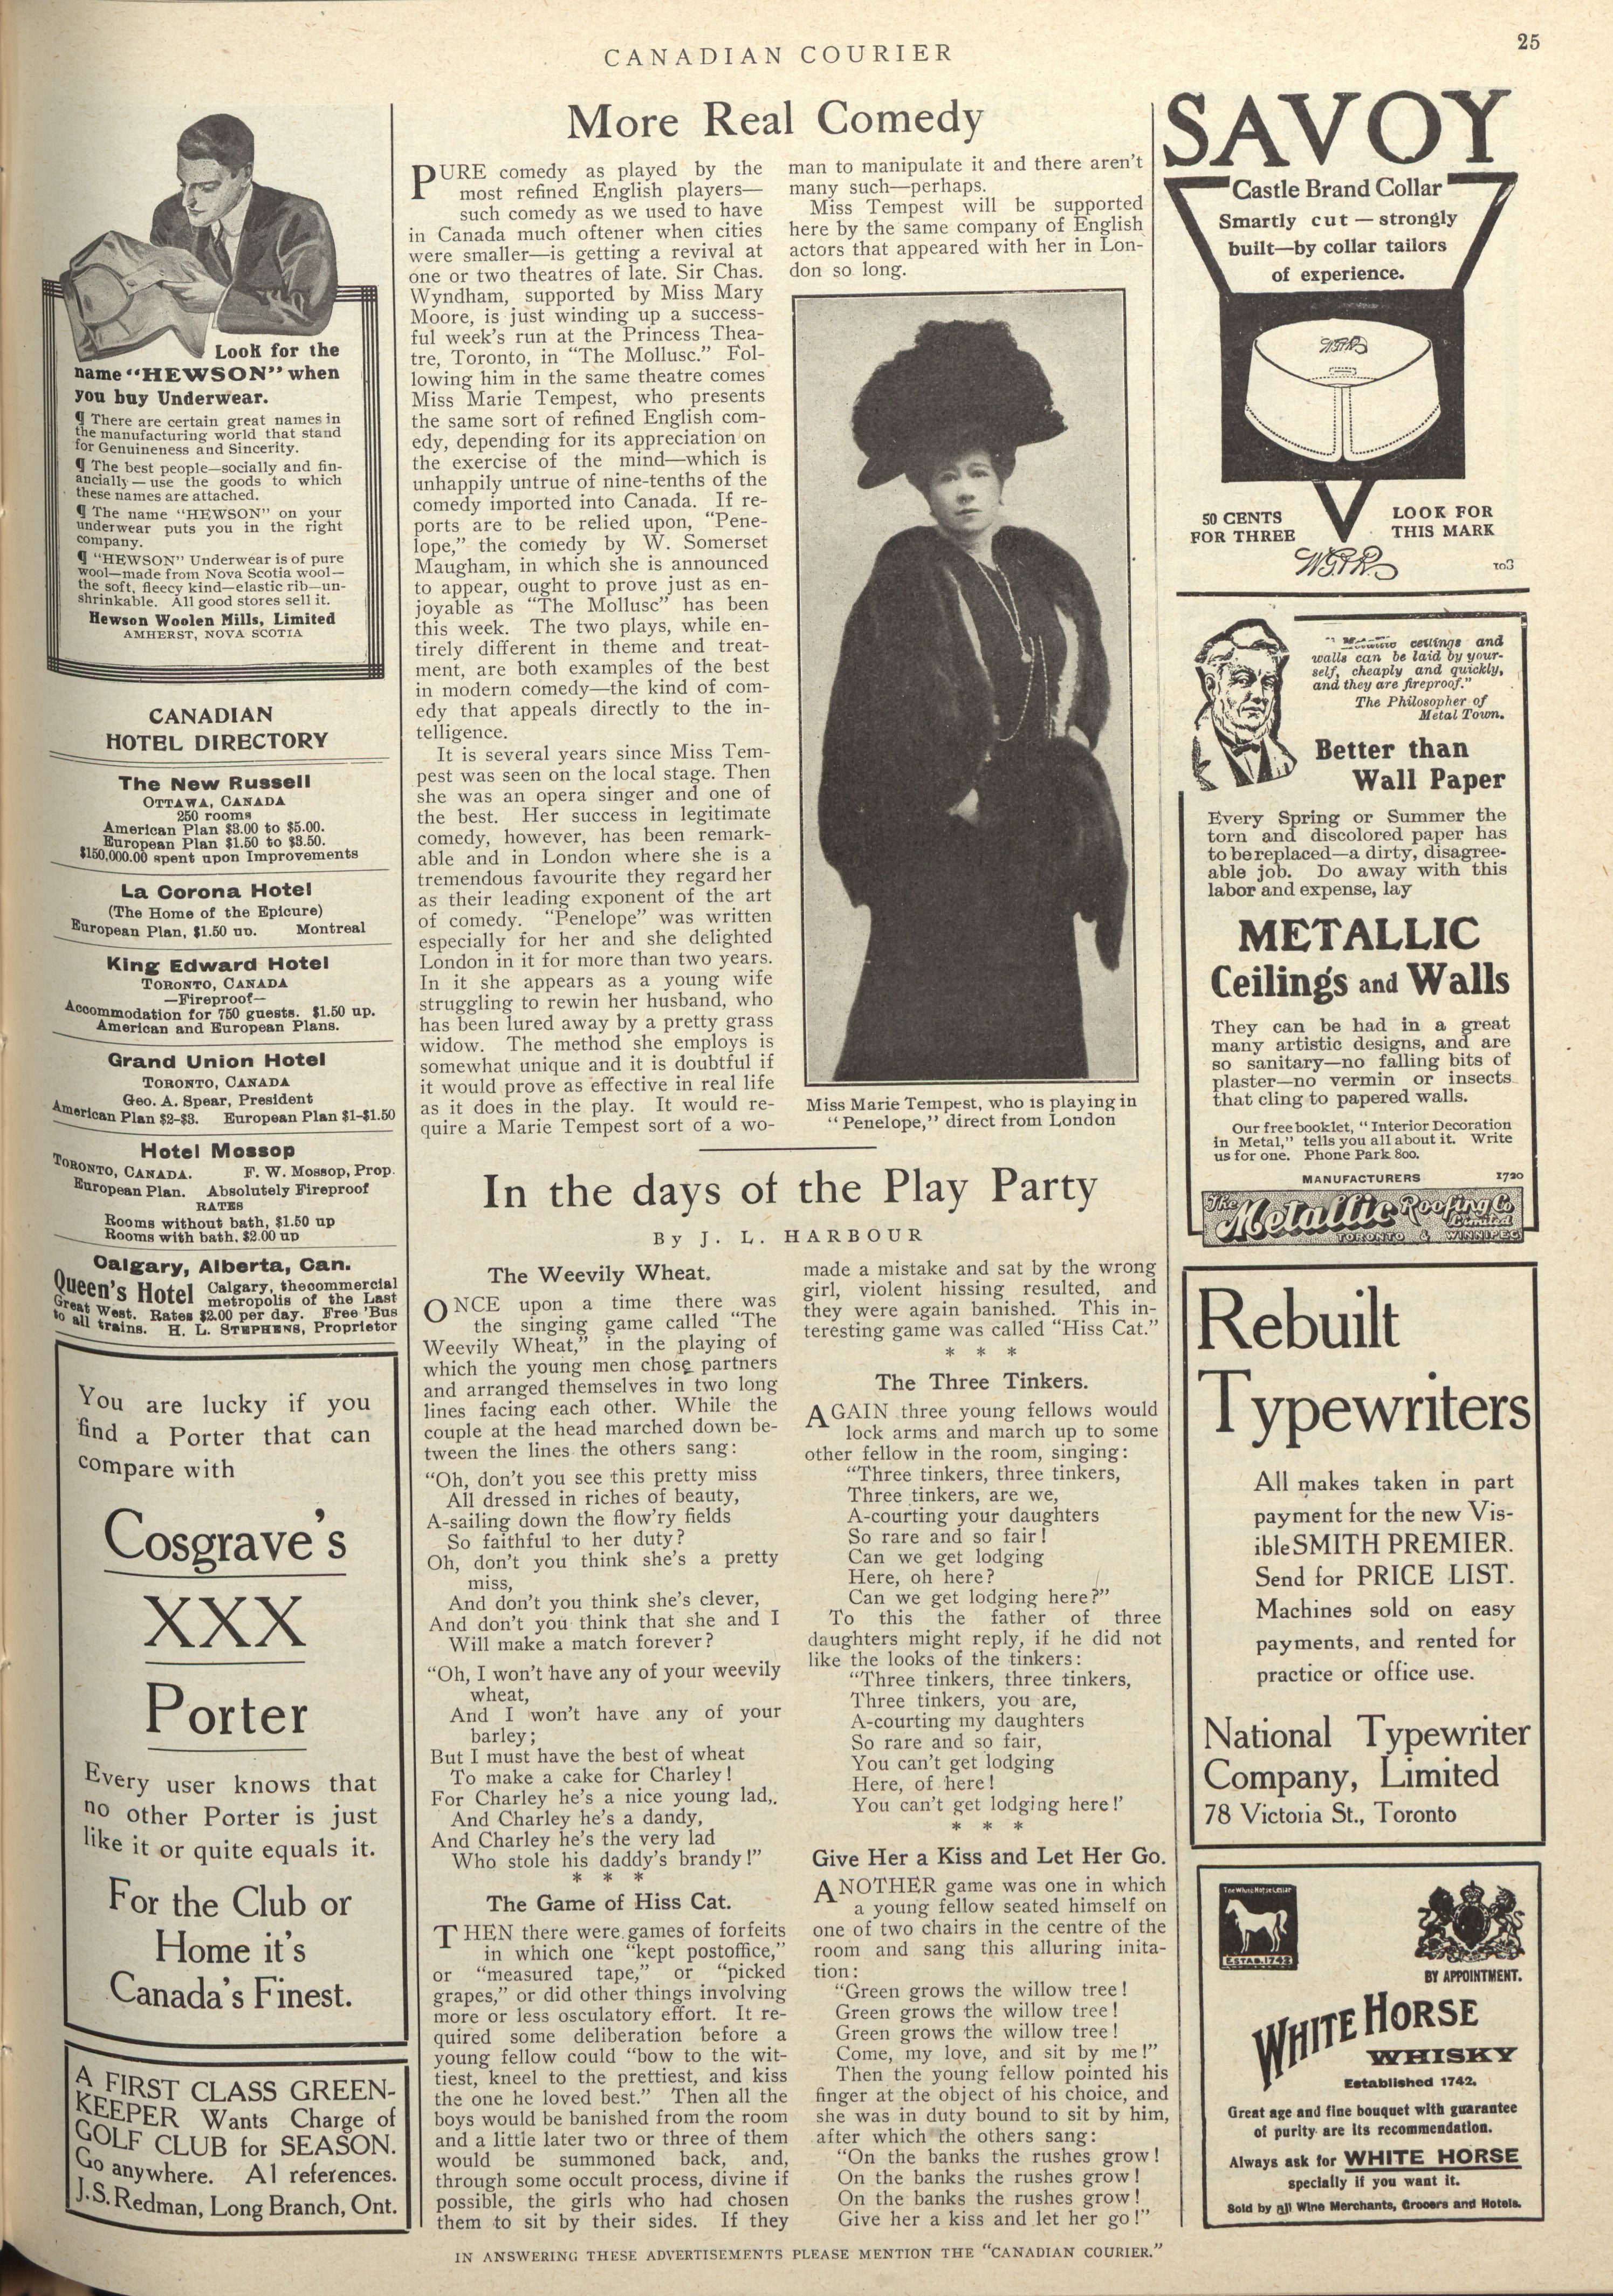 CANADIAN COURIER
25
Look for the
name "HEWSON" when
you buy Underwear.
¶ There are certain great names in
the manufacturing world that stand
for Genuineness and Sincerity.
¶ The best people—socially and fin-
ancially—use the goods to which
these names are attached.
¶ The name "HEWSON" on your
underwear puts you in the right
company.
¶ "HEWSON" Underwear is of pure
wool—made from Nova Scotia wool—
the soft, fleecy kind—elastic rib—un-
shrinkable. All good stores sell it.
Hewson Woolen Mills, Limited
AMHERST, NOVA SCOTIA
CANADIAN
HOTEL DIRECTORY
The New Russell
OTTAWA, CANADA
250 rooms
American Plan $3.00 to $5.00.
European Plan $1.50 to $3.50.
$150,000.00 spent upon Improvements
La Corona Hotel
(The Home of the Epicure)
European Plan, $1.50 up. Montreal
King Edward Hotel
TORONTO, CANADA
—Fireproof—
Accommodation for 750 guests. $1.50 up.
American and European Plans.
Grand Union Hotel
TORONTO, CANADA
Geo. A. Spear, President
American Plan $2-$3. European Plan $1-$1.50
Hotel Mossop
TORONTO, CANADA. F. W. Mossop, Prop.
European Plan. Absolutely Fireproof
RATES
Rooms without bath, $1.50 up
Rooms with bath, $2.00 up
Calgary, Alberta, Can.
Queen's Hotel Calgary, thecommercial
metropolis of the Last
Great West. Rates $2.00 per day. Free 'Bus
to all trains. H. L. STEPHENS, Proprietor
You are lucky if you
find a Porter that can
compare with
Cosgrave's
XXX
Porter
Every user knows that
no other Porter is just
like it or quite equals it.
For the Club or
Home it's
Canada's Finest.
A FIRST CLASS GREEN-
KEEPER Wants Charge of
GOLF CLUB for SEASON.
Go anywhere. A1 references.
J.S. Redman, Long Branch, Ont.
More Real Comedy
PURE comedy as played by the
most refined English players—
such comedy as we used to have
in Canada much oftener when cities
were smaller—is getting a revival at
one or two theatres of late. Sir Chas.
Wyndham, supported by Miss Mary
Moore, is just winding up a success-
ful week's run at the Princess Thea-
tre, Toronto, in "The Mollusc." Fol-
lowing him in the same theatre comes
Miss Marie Tempest, who presents
the same sort of refined English com-
edy, depending for its appreciation on
the exercise of the mind—which is
unhappily untrue of nine-tenths of the
comedy imported into Canada. If re-
ports are to be relied upon, "Pene-
lope," the comedy by W. Somerset
Maugham, in which she is announced
to appear, ought to prove just as en-
joyable as "The Mollusc" has been
this week. The two plays, while en-
tirely different in theme and treat-
ment, are both examples of the best
in modern comedy—the kind of com-
edy that appeals directly to the in-
telligence.
It is several years since Miss Tem-
pest was seen on the local stage. Then
she was an opera singer and one of
the best. Her success in legitimate
comedy, however, has been remark-
able and in London where she is a
tremendous favourite they regard her
as their leading exponent of the art
of comedy. "Penelope" was written
especially for her and she delighted
London in it for more than two years.
In it she appears as a young wife
struggling to rewin her husband, who
has been lured away by a pretty grass
widow. The method she employs is
somewhat unique and it is doubtful if
it would prove as effective in real life
as it does in the play. It would re-
quire a Marie Tempest sort of a wo-
man to manipulate it and there aren't
many such—perhaps.
Miss Tempest will be supported
here by the same company of English
actors that appeared with her in Lon-
don so long.
Miss Marie Tempest, who is playing in
"Penelope," direct from London
In the days of the Play Party
By J. L. HARBOUR
The Weevily Wheat.
ONCE upon a time there was
the singing game called "The
Weevily Wheat," in the playing of
which the young men chose partners
and arranged themselves in two long
lines facing each other. While the
couple at the head marched down be-
tween the lines the others sang:
"Oh, don't you see this pretty miss
All dressed in riches of beauty,
A-sailing down the flow'ry fields
So faithful to her duty?
Oh, don't you think she's a pretty
miss,
And don't you think she's clever,
And don't you think that she and I
Will make a match forever?
"Oh, I won't have any of your weevily
wheat,
And I won't have any of your
barley;
But I must have the best of wheat
To make a cake for Charley!
For Charley he's a nice young lad,
And Charley he's a dandy,
And Charley he's the very lad
Who stole his daddy's brandy!"
* * *
The Game of Hiss Cat.
THEN there were games of forfeits
in which one "kept postoffice,"
or "measured tape," or "picked
grapes," or did other things involving
more or less osculatory effort. It re-
quired some deliberation before a
young fellow could "bow to the wit-
tiest, kneel to the prettiest, and kiss
the one he loved best." Then all the
boys would be banished from the room
and a little later two or three of them
would be summoned back, and,
through some occult process, divine if
possible, the girls who had chosen
them to sit by their sides. If they
made a mistake and sat by the wrong
girl, violent hissing resulted, and
they were again banished. This in-
teresting game was called "Hiss Cat."
* * *
The Three Tinkers.
AGAIN three young fellows would
lock arms and march up to some
other fellow in the room, singing:
"Three tinkers, three tinkers,
Three tinkers, are we,
A-courting your daughters
So rare and so fair!
Can we get lodging
Here, oh here?
Can we get lodging here?"
To this the father of three
daughters might reply, if he did not
like the looks of the tinkers:
"Three tinkers, three tinkers,
Three tinkers, you are,
A-courting my daughters
So rare and so fair,
You can't get lodging
Here, of here!
You can't get lodging here!'
* * *
Give Her a Kiss and Let Her Go.
ANOTHER game was one in which
a young fellow seated himself on
one of two chairs in the centre of the
room and sang this alluring inita-
tion:
"Green grows the willow tree!
Green grows the willow tree!
Green grows the willow tree!
Come, my love, and sit by me!"
Then the young fellow pointed his
finger at the object of his choice, and
she was in duty bound to sit by him,
after which the others sang:
"On the banks the rushes grow!
On the banks the rushes grow!
On the banks the rushes grow!
Give her a kiss and let her go!"
SAVOY
Castle Brand Collar
Smartly cut — strongly
built—by collar tailors
of experience.
W.G.&R.
50 CENTS
FOR THREE
LOOK FOR
THIS MARK
W.G.&R.
103
ceilings and
walls can be laid by your-
self, cheaply and quickly,
and they are fireproof."
The Philosopher of
Metal Town.
Better than
Wall Paper
Every Spring or Summer the
torn and discolored paper has
to be replaced—a dirty, disagree-
able job. Do away with this
labor and expense, lay
METALLIC
Ceilings and Walls
They can be had in a great
many artistic designs, and are
so sanitary—no falling bits of
plaster—no vermin or insects
that cling to papered walls.
Our free booklet, "Interior Decoration
in Metal," tells you all about it. Write
us for one. Phone Park 800.
MANUFACTURERS 1720
The Metallic Roofing Co
Limited
TORONTO & WINNIPEG
Rebuilt
Typewriters
All makes taken in part
payment for the new Vis-
ible SMITH PREMIER.
Send for PRICE LIST.
Machines sold on easy
payments, and rented for
practice or office use.
National Typewriter
Company, Limited
78 Victoria St., Toronto
The White Horse Cellar
ESTAB. 1742
BY APPOINTMENT.
WHITE HORSE
WHISKY
Established 1742.
Great age and fine bouquet with guarantee
of purity are its recommendation.
Always ask for WHITE HORSE
specially if you want it.
Sold by all Wine Merchants, Grocers and Hotels.
IN ANSWERING THESE ADVERTISEMENTS PLEASE MENTION THE "CANADIAN COURIER."